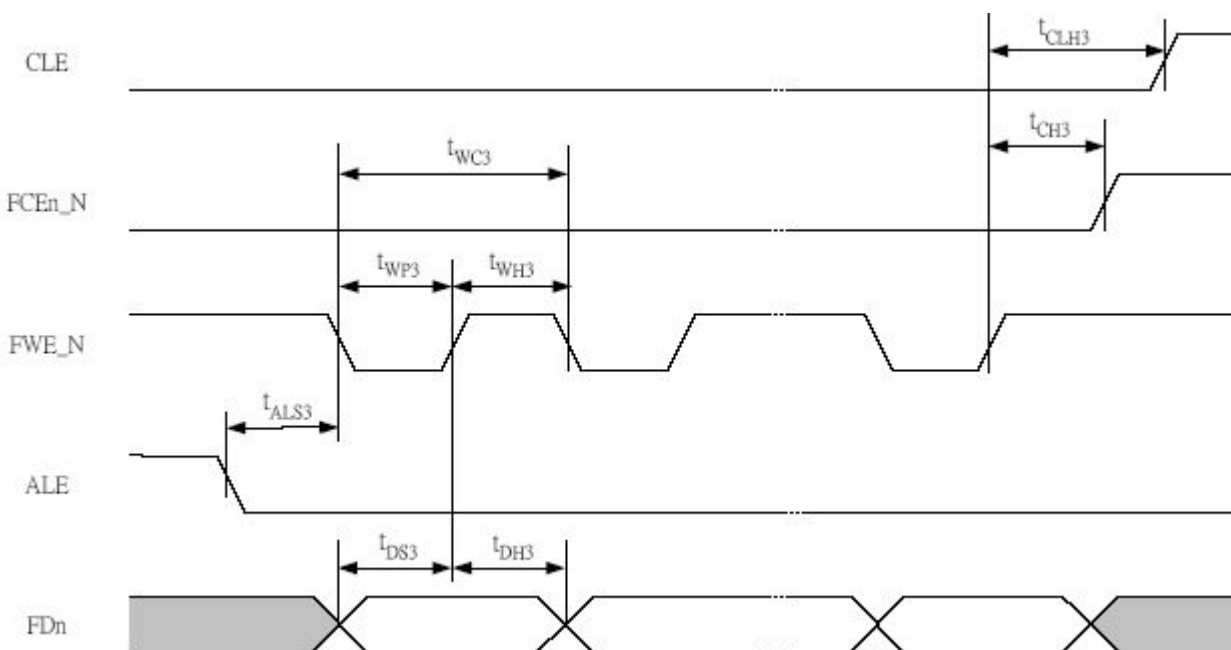 CLE
tCLH3
tCH3
tWC3
FCEn_N
tWP3
tWH3
FWE_N
tALS3
ALE
tDS3
tDH3
FDn